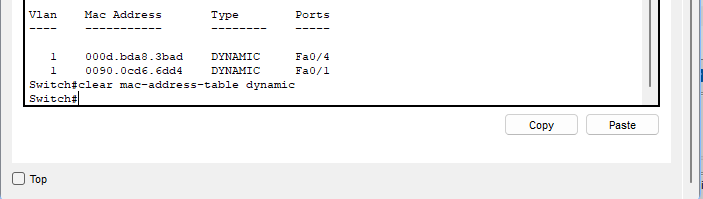 Vlan    Mac Address       Type        Ports
----    -----------       --------    -----
1    000d.bda8.3bad    DYNAMIC     Fa0/4
1    0090.0cd6.6dd4    DYNAMIC     Fa0/1
Switch#clear mac-address-table dynamic
Switch#
Copy Paste
Top